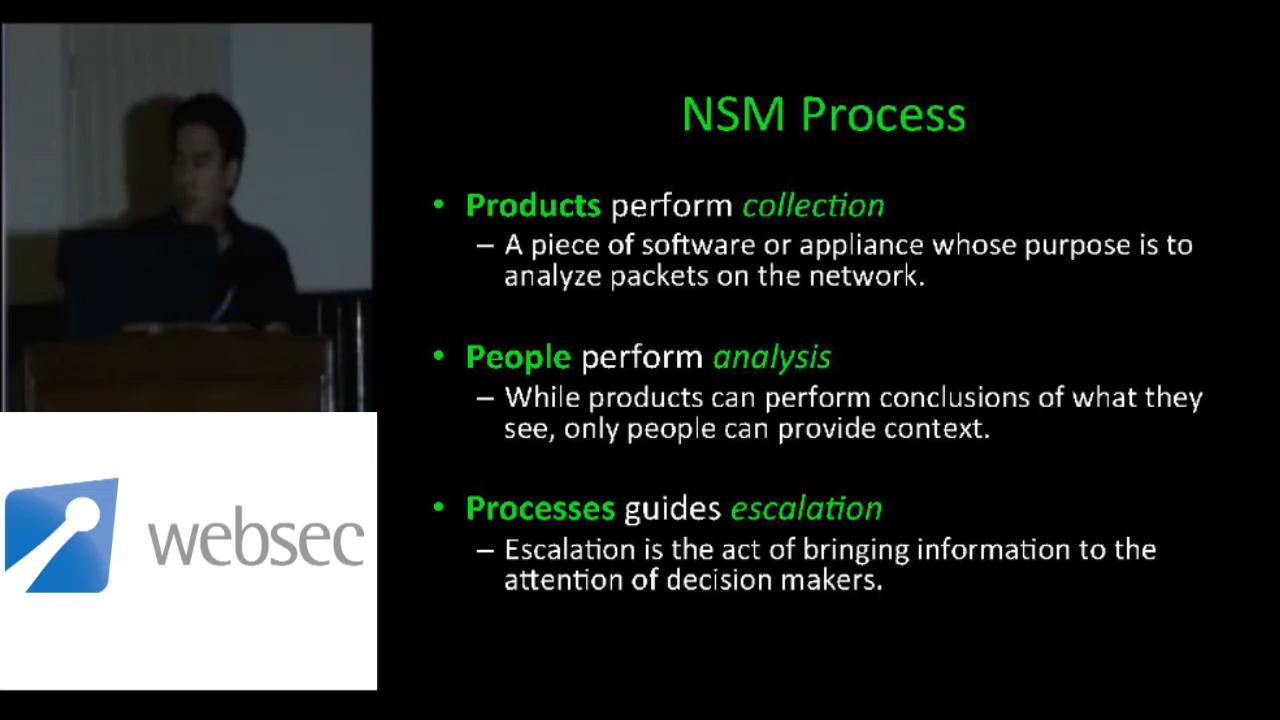 NSM Process
• Products perform collection
– A piece of software or appliance whose purpose is to
analyze packets on the network.
• People perform analysis
– While products can perform conclusions of what they
see, only people can provide context.
• Processes guides escalation
– Escalation is the act of bringing information to the
attention of decision makers.
websec